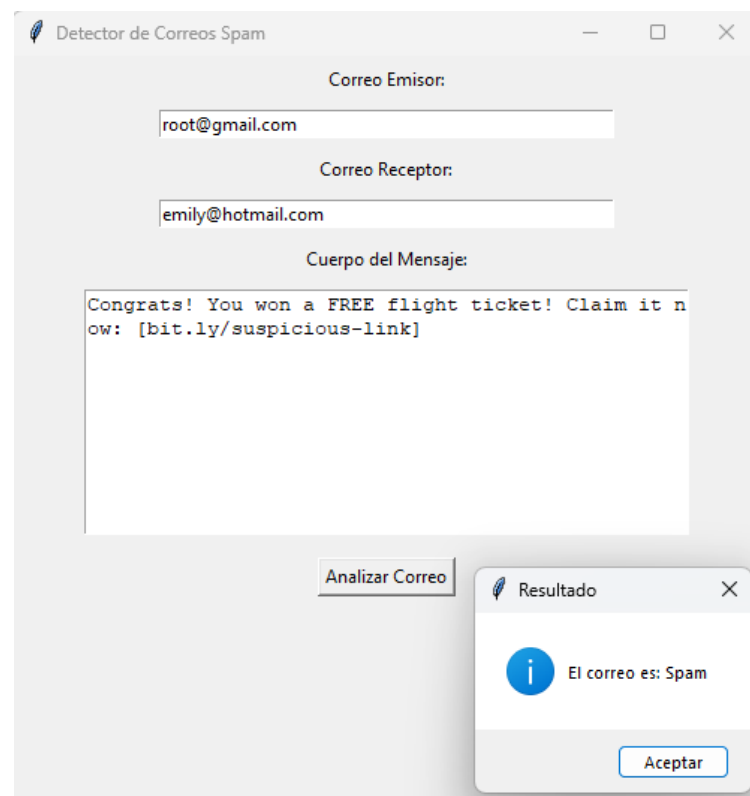 Detector de Correos Spam
Correo Emisor:
root@gmail.com
Correo Receptor:
emily@hotmail.com
Cuerpo del Mensaje:
Congrats! You won a FREE flight ticket! Claim it n
ow: [bit.ly/suspicious-link]
Analizar Correo
Resultado
El correo es: Spam
Aceptar